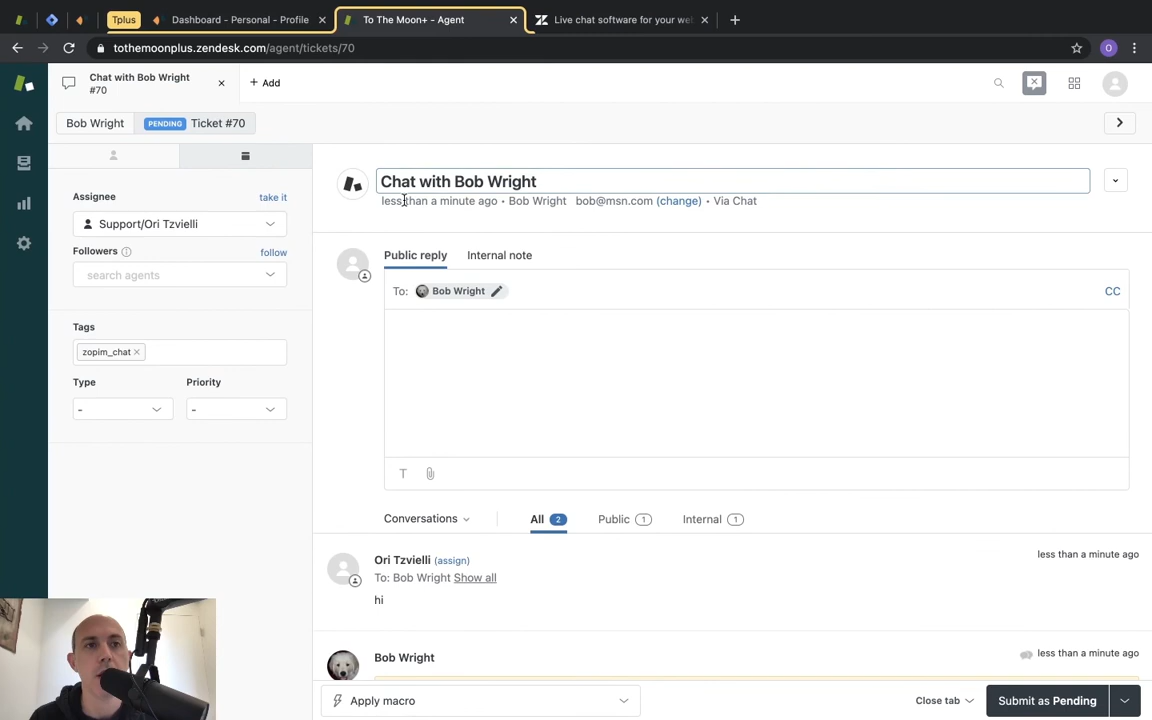 Tplus
Dashboard - Personal - Profile
To The Moon+ - Agent
Live chat software for your we
tothemoonplus.zendesk.com/agent/tickets/70
O
Chat with Bob Wright
#70
+ Add
Bob Wright
PENDING Ticket #70
Assignee
take it
Support/Ori Tzvielli
Followers
follow
search agents
Tags
zopim_chat ×
Type
Priority
-
-
Chat with Bob Wright
less than a minute ago • Bob Wright bob@msn.com (change) • Via Chat
Public reply
Internal note
To: Bob Wright
CC
T
Conversations
All 2
Public 1
Internal 1
Ori Tzvielli (assign)
less than a minute ago
To: Bob Wright Show all
hi
Bob Wright
less than a minute ago
Apply macro
Close tab
Submit as Pending